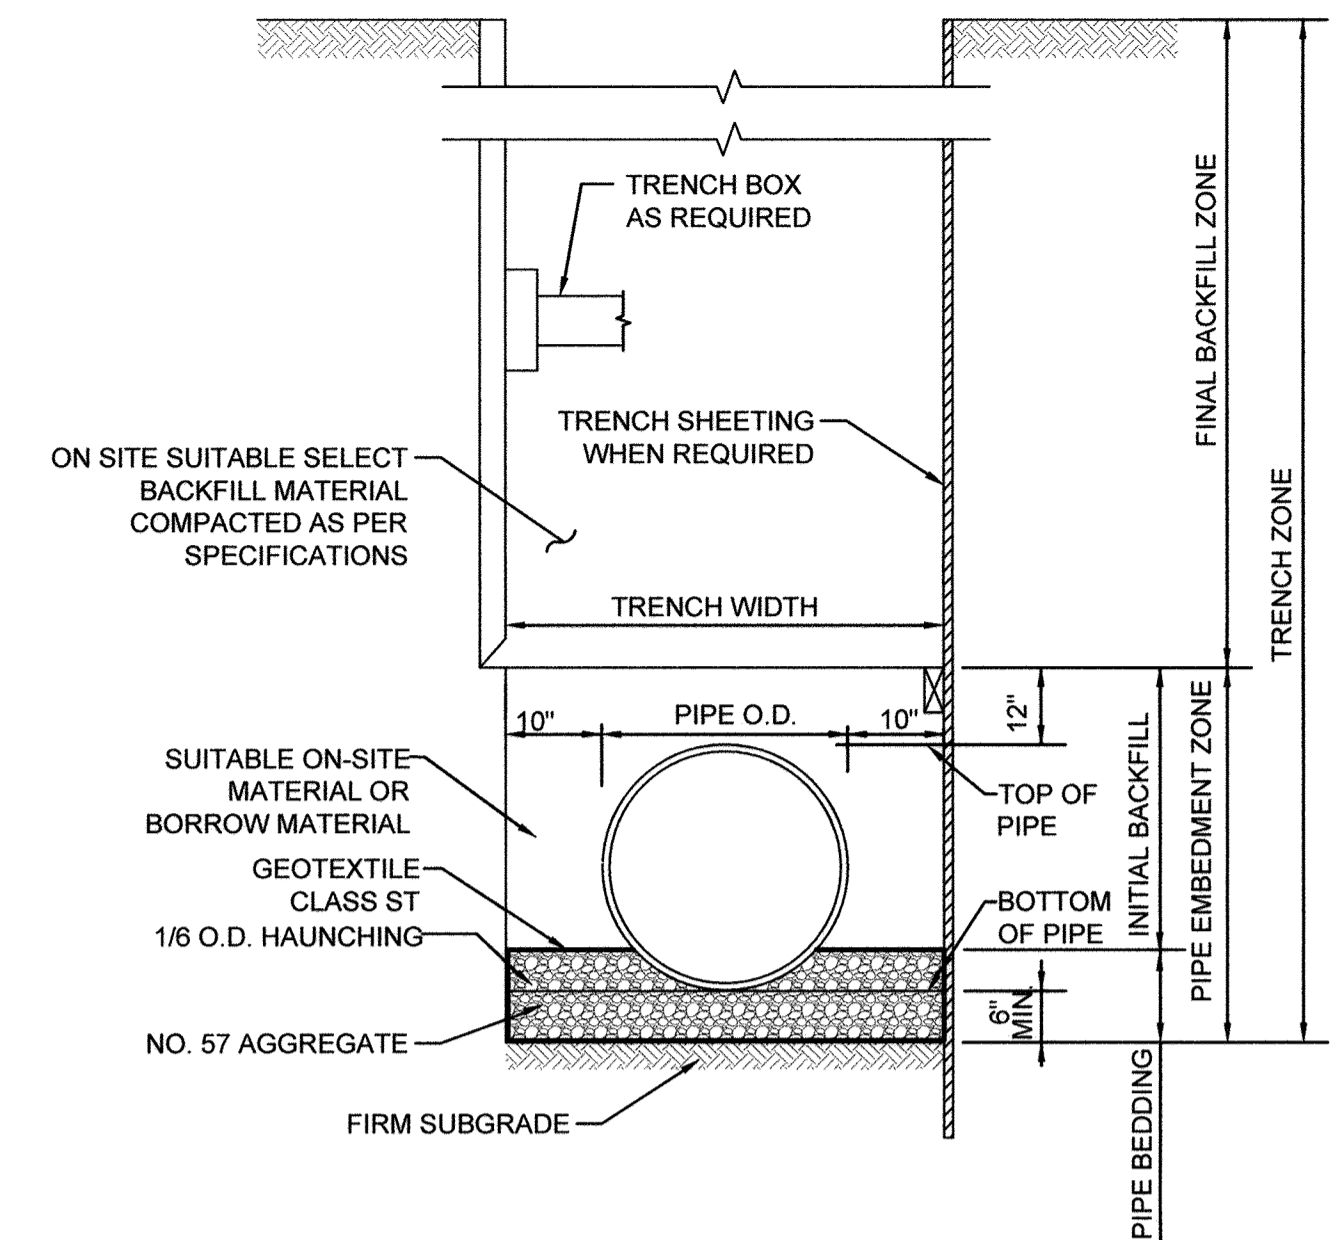 TRENCH BOX
AS REQUIRED
FINAL BACKFILL ZONE
TRENCH SHEETING
WHEN REQUIRED
ON SITE SUITABLE SELECT
BACKFILL MATERIAL
COMPACTED AS PER
SPECIFICATIONS
TRENCH ZONE
TRENCH WIDTH
10"
PIPE O.D.
10"
12"
SUITABLE ON-SITE
MATERIAL OR
BORROW MATERIAL
TOP OF
PIPE
INITIAL BACKFILL
PIPE EMBEDMENT ZONE
GEOTEXTILE
CLASS ST
1/6 O.D. HAUNCHING
BOTTOM
OF PIPE
6"
MIN.
NO. 57 AGGREGATE
FIRM SUBGRADE
PIPE BEDDING